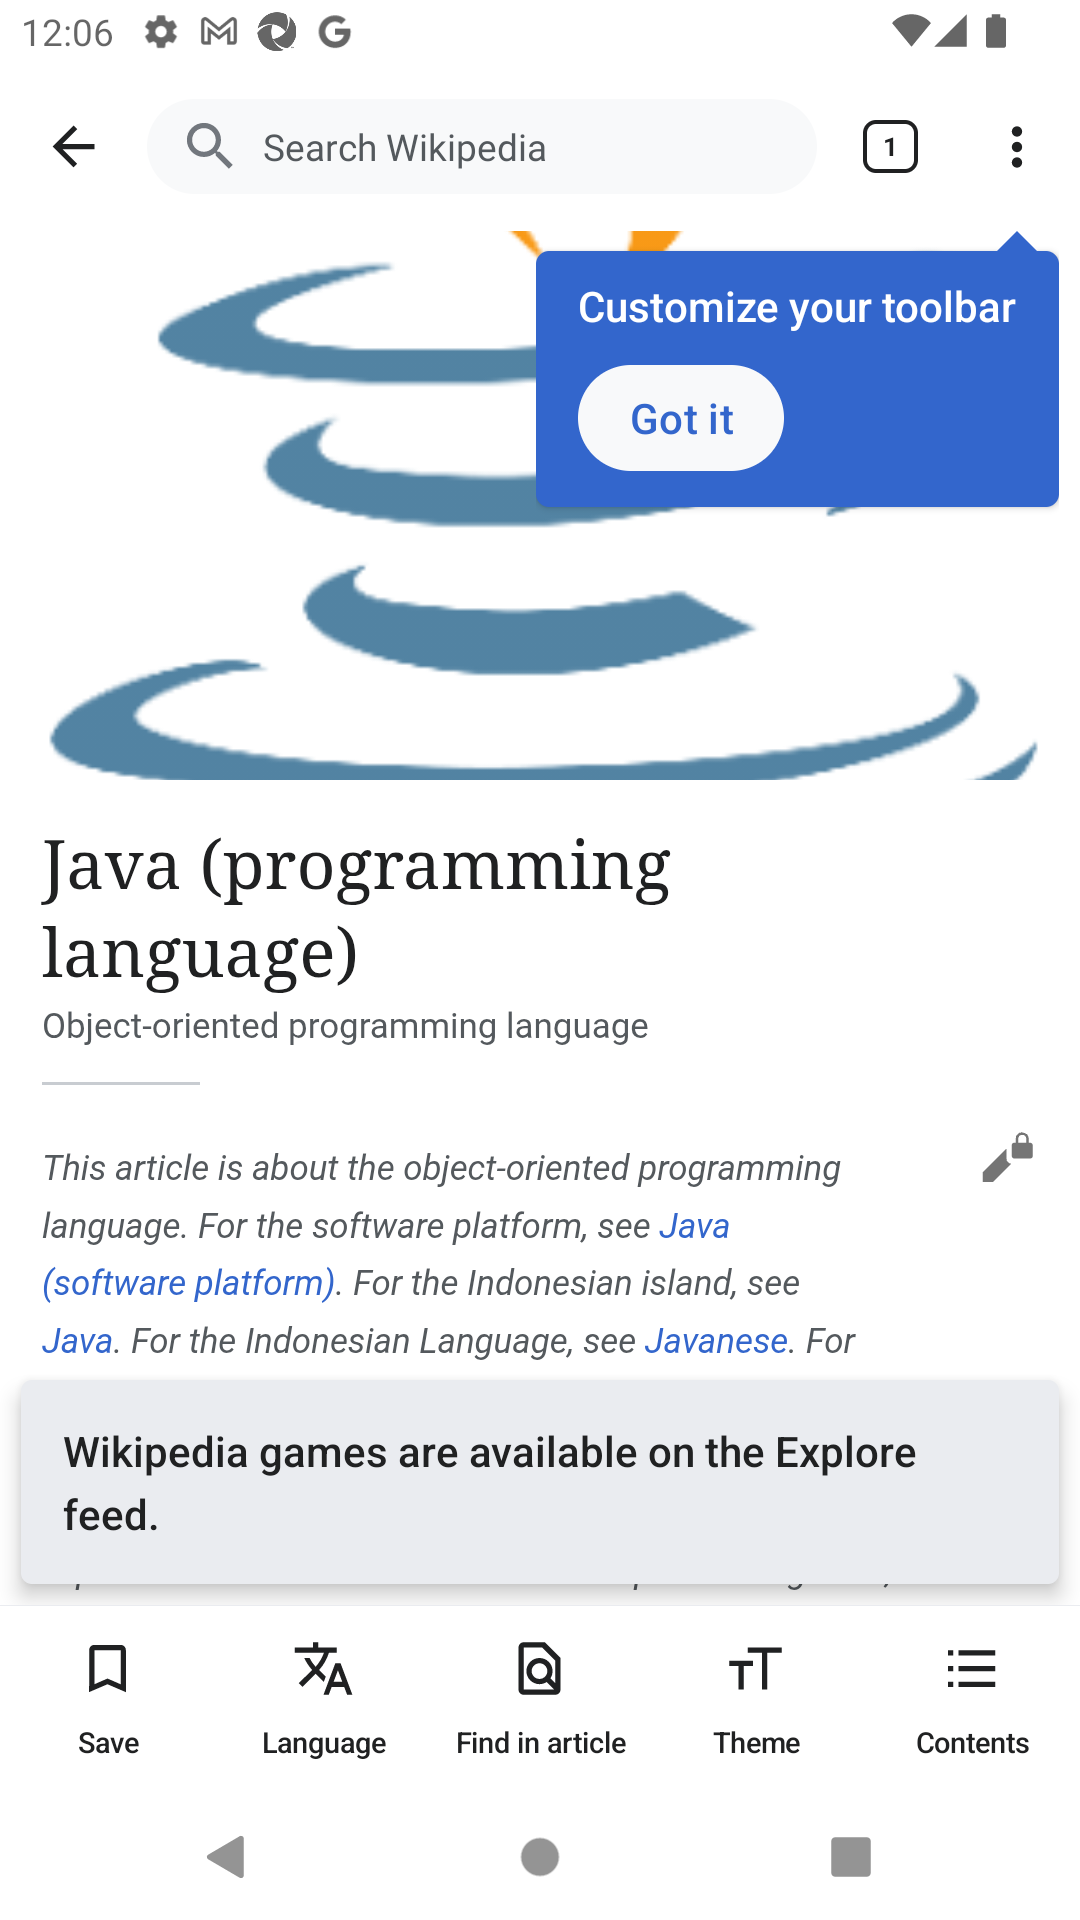 12:06
Search Wikipedia
1
Customize your toolbar
Got it
Java (programming
language)
Object-oriented programming language
This article is about the object-oriented programming
language. For the software platform, see Java
(software platform). For the Indonesian island, see
Java. For the Indonesian Language, see Javanese. For
Wikipedia games are available on the Explore
feed.
Save
Language
Find in article
Theme
Contents